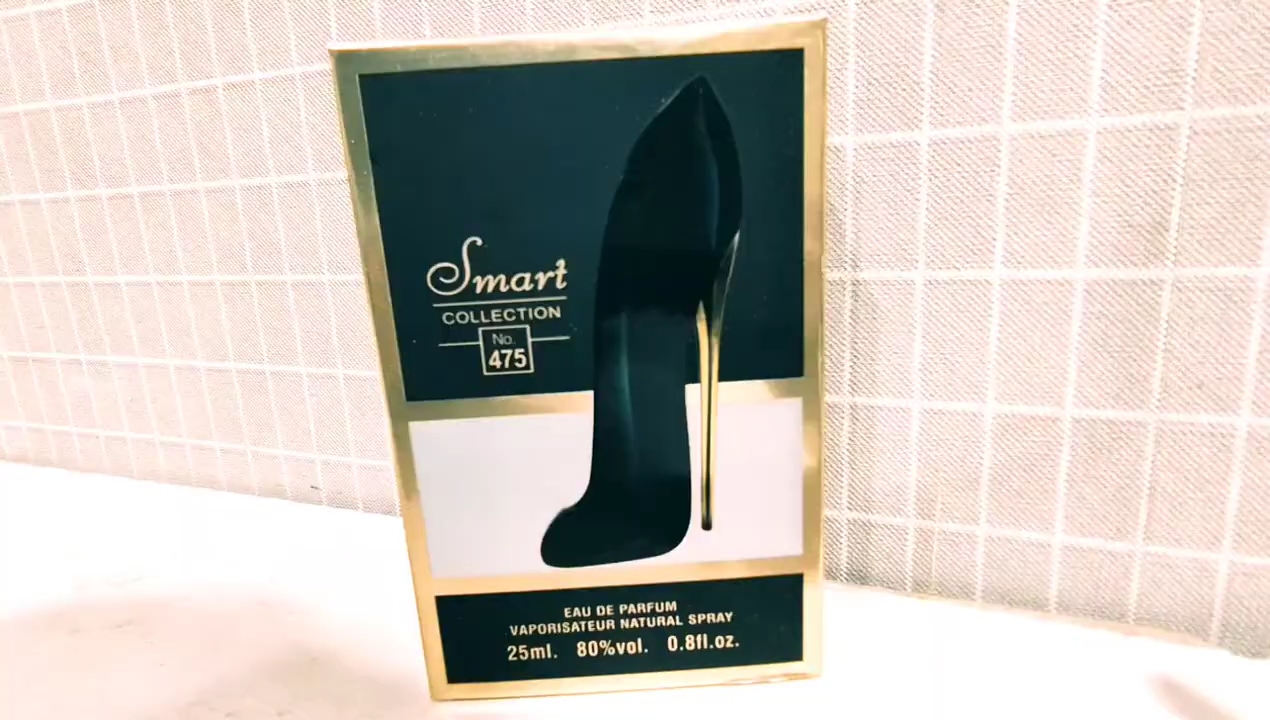 Smart
COLLECTION
No.
475
EAU DE PARFUM
VAPORISATEUR NATURAL SPRAY
25ml. 80%vol. 0.8fl.oz.